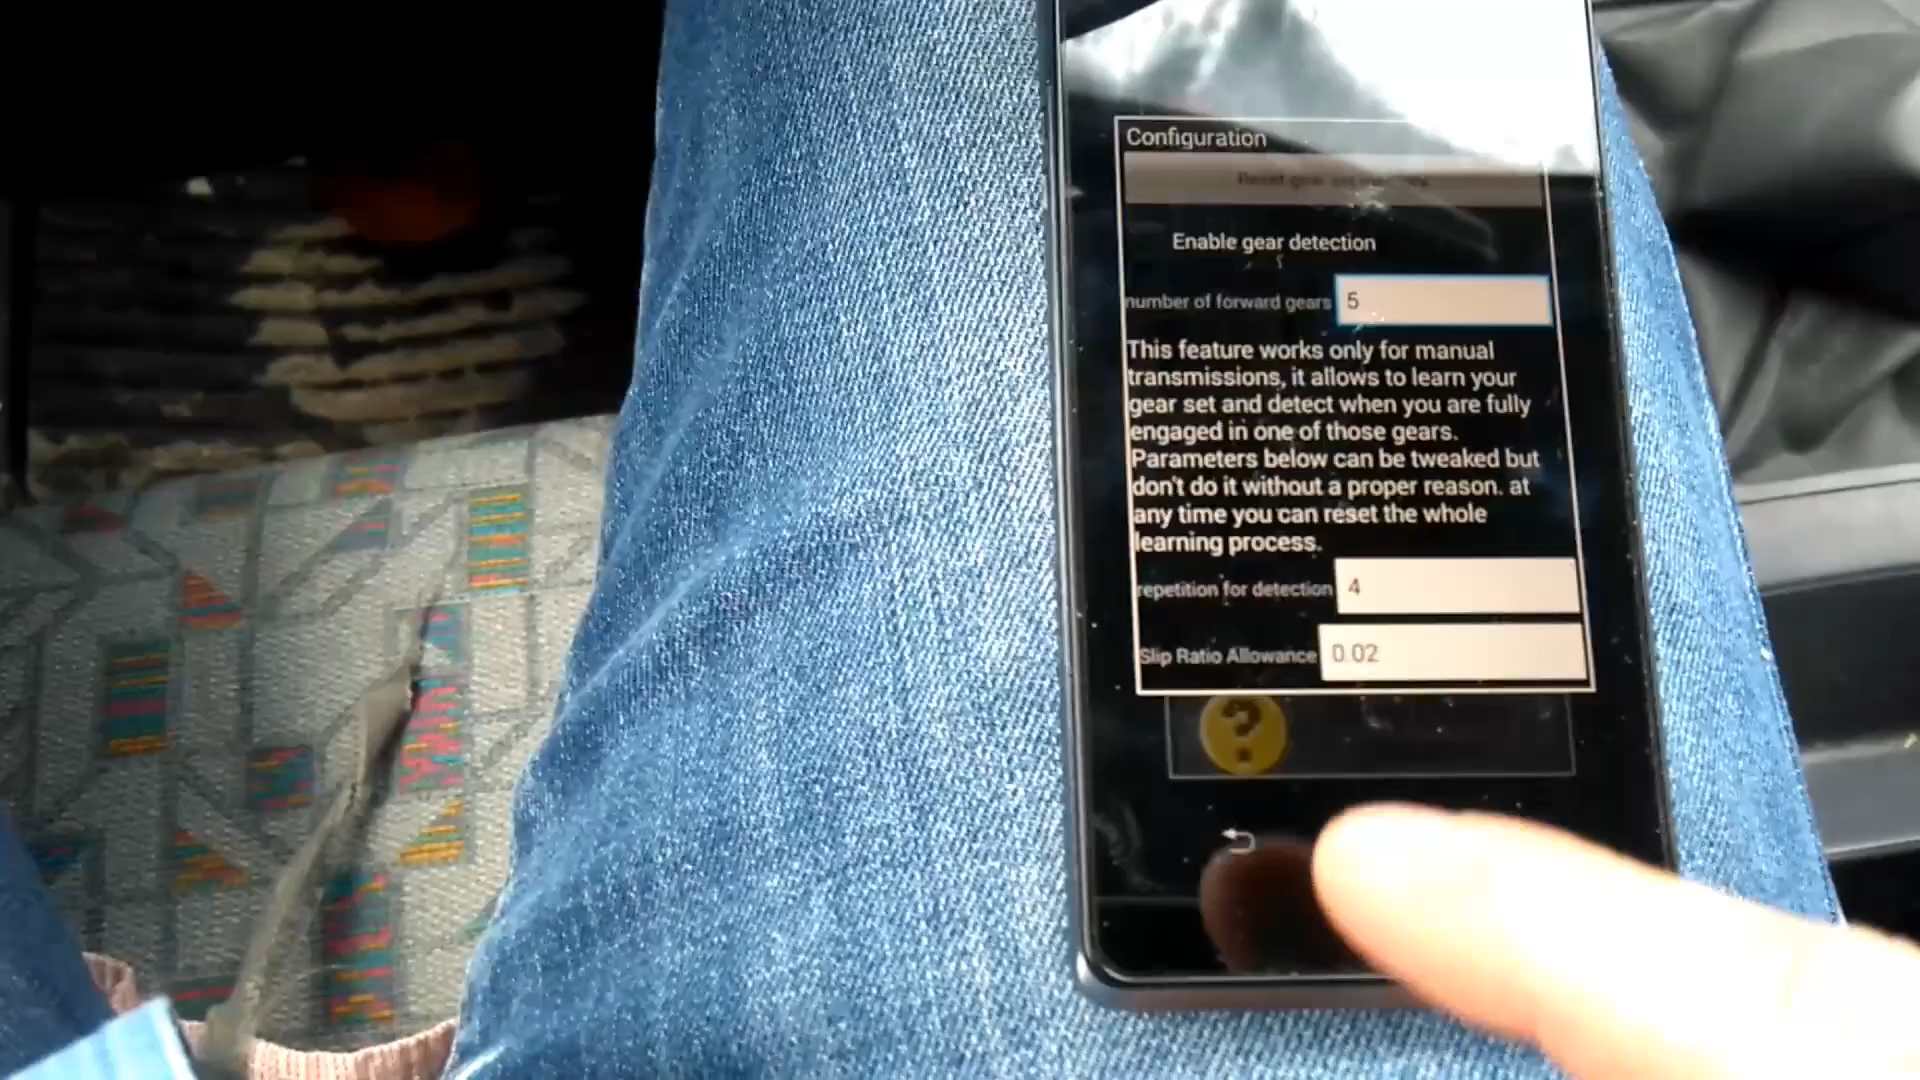 Configuration
Reset gear set
Enable gear detection
number of forward gears 5
This feature works only for manual
transmissions, it allows to learn your
gear set and detect when you are fully
engaged in one of those gears.
Parameters below can be tweaked but
don't do it without a proper reason. at
any time you can reset the whole
learning process.
repetition for detection 4
Slip Ratio Allowance 0.02